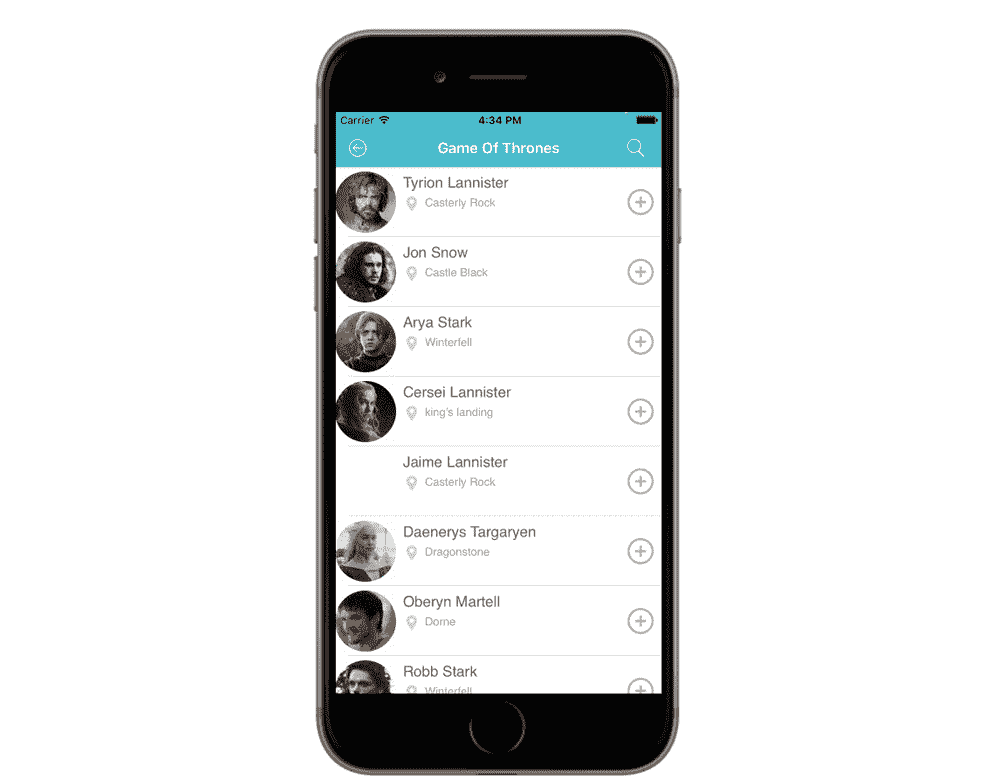 Carrier 4:34 PM
Game Of Thrones
Tyrion Lannister
Casterly Rock
Jon Snow
Castle Black
Arya Stark
Winterfell
Cersei Lannister
king's landing
Jaime Lannister
Casterly Rock
Daenerys Targaryen
Dragonstone
Oberyn Martell
Dorne
Robb Stark
Winterfell